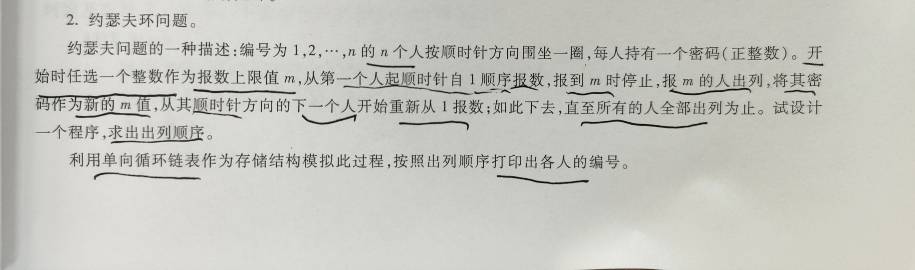 2. 约瑟夫环问题。
约瑟夫问题的一种描述:编号为 1,2,⋯,n 的 n 个人按顺时针方向围坐一圈,每人持有一个密码(正整数)。开
始时任选一个整数作为报数上限值 m,从第一个人起顺时针自 1 顺序报数,报到 m 时停止,报 m 的人出列,将其密
码作为新的 m 值,从其顺时针方向的下一个人开始重新从 1 报数;如此下去,直至所有的人全部出列为止。试设计
一个程序,求出出列顺序。
利用单向循环链表作为存储结构模拟此过程,按照出列顺序打印出各人的编号。